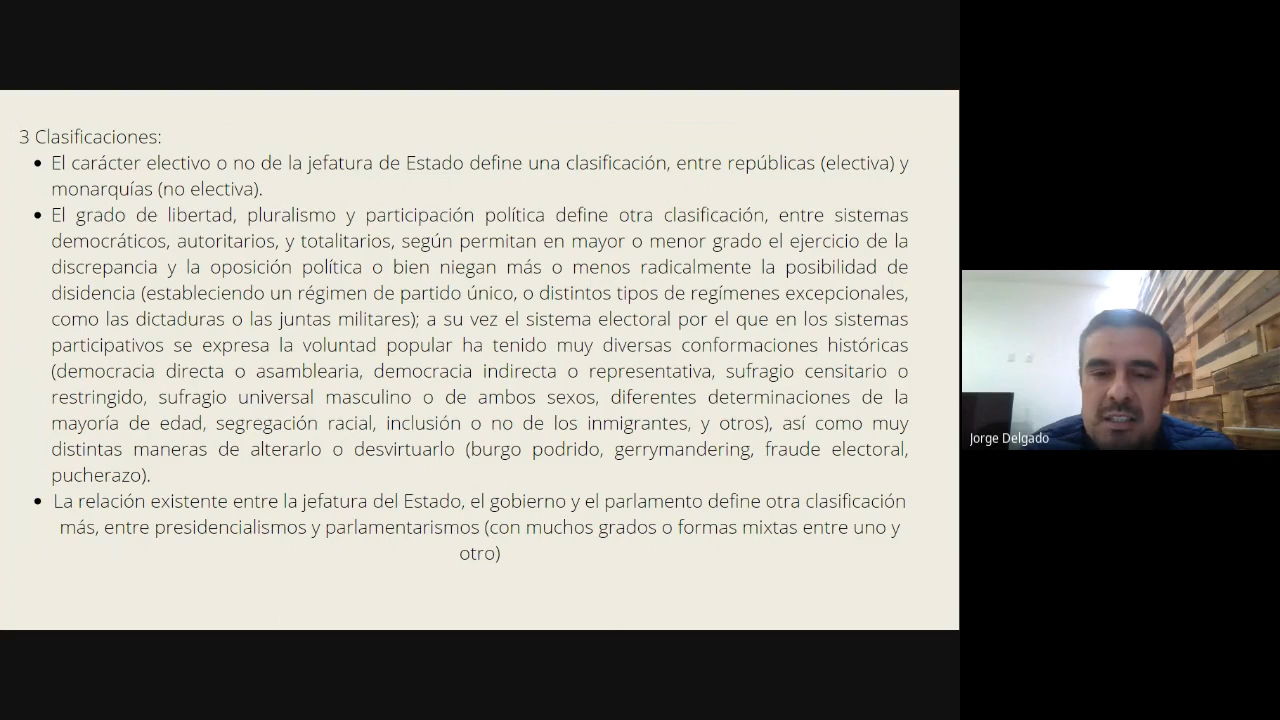 3 Clasificaciones:
• El carácter electivo o no de la jefatura de Estado define una clasificación, entre repúblicas (electiva) y
monarquías (no electiva).
• El grado de libertad, pluralismo y participación política define otra clasificación, entre sistemas
democráticos, autoritarios, y totalitarios, según permitan en mayor o menor grado el ejercicio de la
discrepancia y la oposición política o bien niegan más o menos radicalmente la posibilidad de
disidencia (estableciendo un régimen de partido único, o distintos tipos de regímenes excepcionales,
como las dictaduras o las juntas militares); a su vez el sistema electoral por el que en los sistemas
participativos se expresa la voluntad popular ha tenido muy diversas conformaciones históricas
(democracia directa o asamblearia, democracia indirecta o representativa, sufragio censitario o
restringido, sufragio universal masculino o de ambos sexos, diferentes determinaciones de la
mayoría de edad, segregación racial, inclusión o no de los inmigrantes, y otros), así como muy
distintas maneras de alterarlo o desvirtuarlo (burgo podrido, gerrymandering, fraude electoral,
pucherazo).
• La relación existente entre la jefatura del Estado, el gobierno y el parlamento define otra clasificación
más, entre presidencialismos y parlamentarismos (con muchos grados o formas mixtas entre uno y
otro)
Jorge Delgado